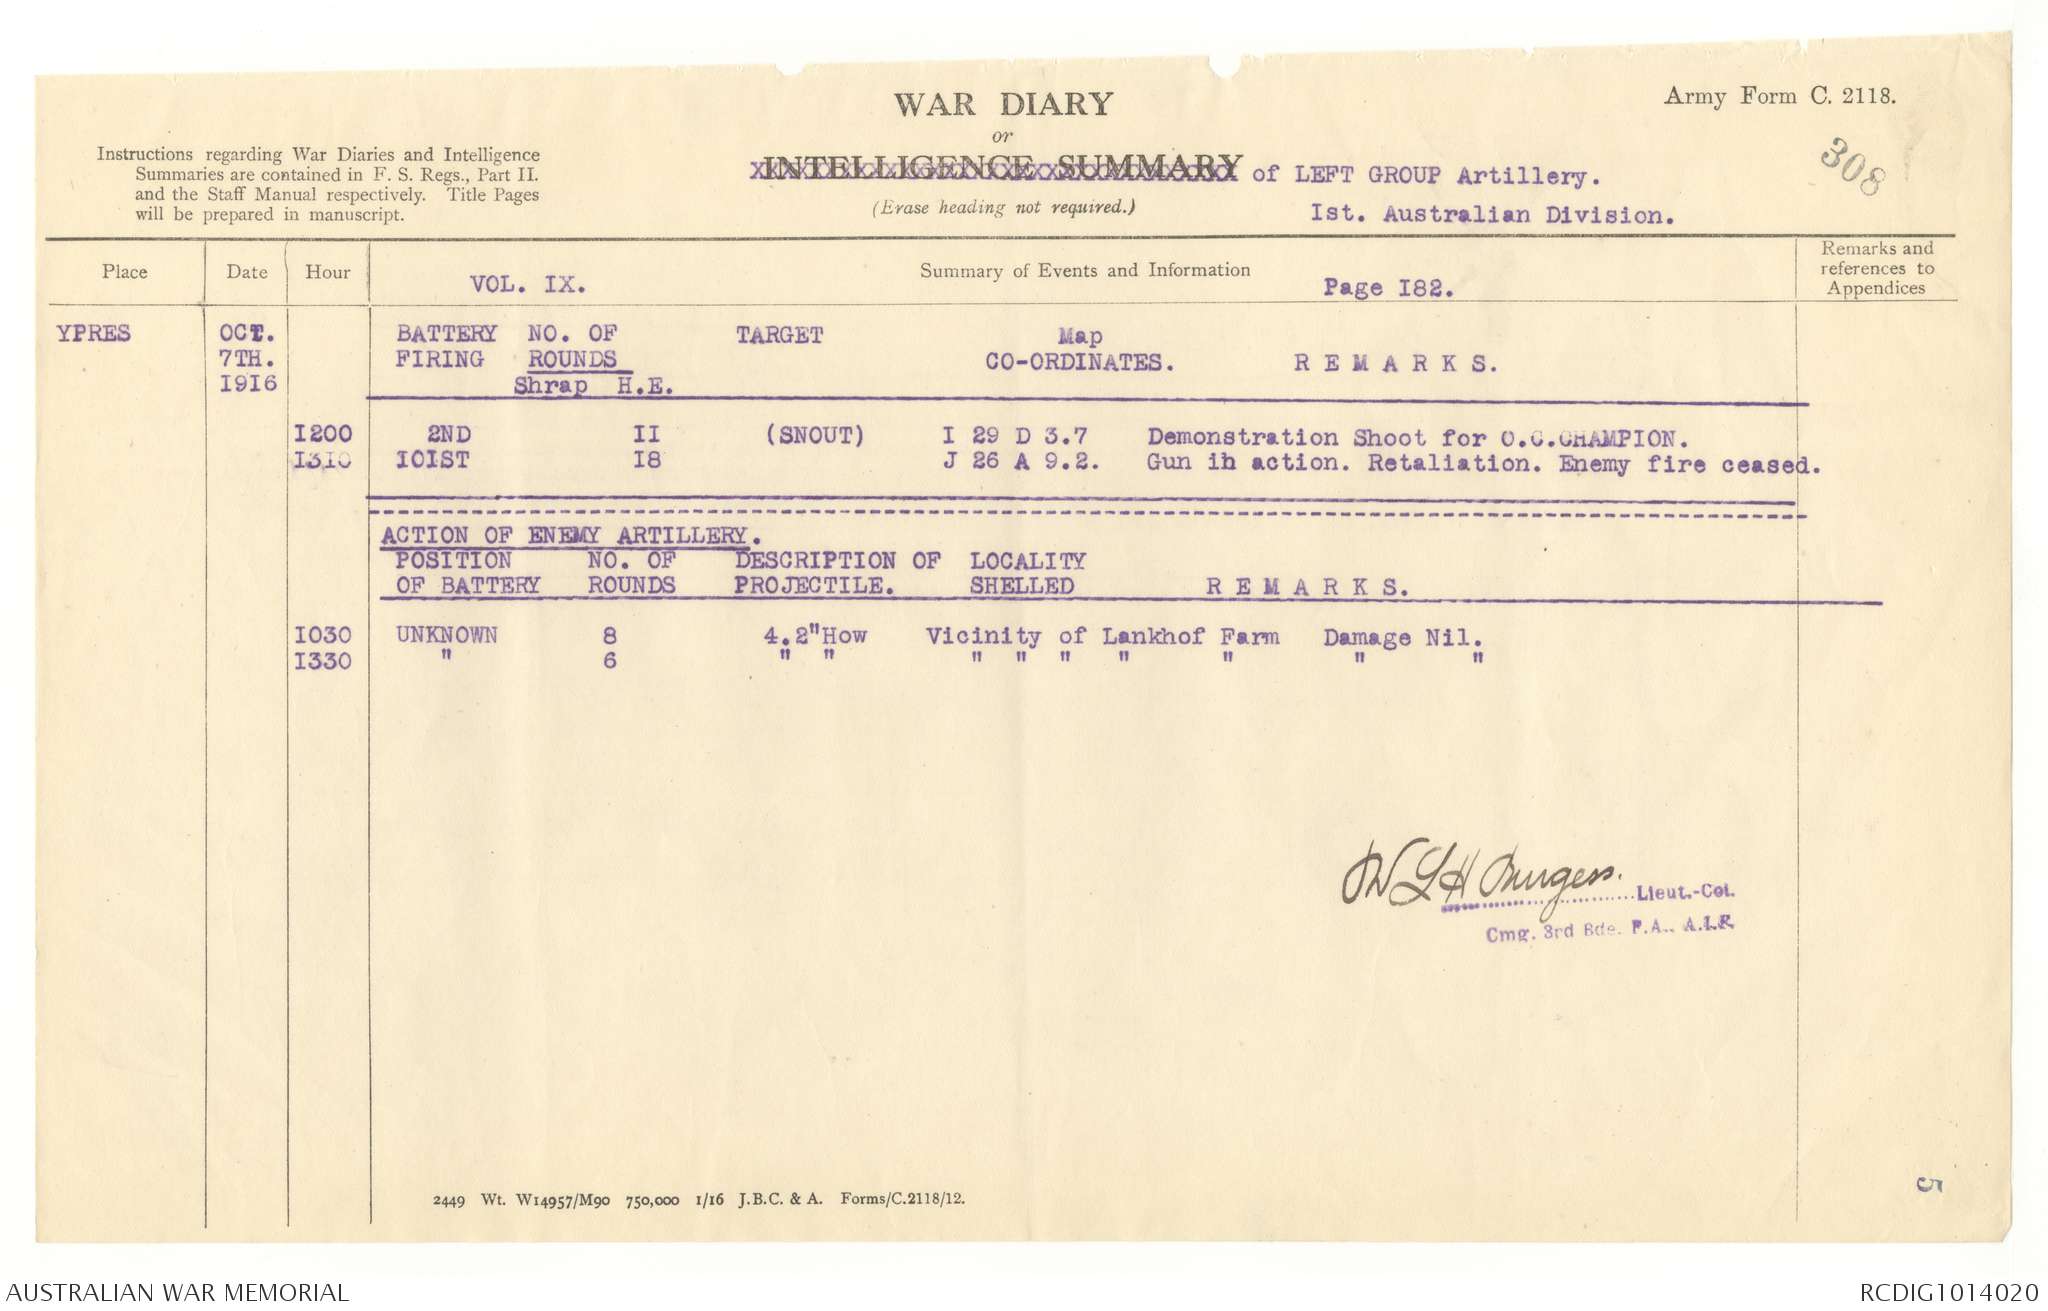 WAR DIARY
Army Form C. 2118.
or
308
Instructions regarding War Diaries and Intelligence
Summaries are contained in F. S. Regs., Part II.
and the Staff Manual respectively. Title Pages
will be prepared in manuscript.
INTELLIGENCE SUMMARY of LEFT GROUP Artillery.
(Erase heading not required.) Ist. Australian Division.
Place Date Hour VOL. IX. Summary of Events and Information Page I82. Remarks and references to Appendices
YPRES OCT. BATTERY NO. OF TARGET Map
7TH. FIRING ROUNDS CO-ORDINATES. R E M A R K S.
I9I6 Shrap H.E.
I200 2ND II (SNOUT) I 29 D 3.7 Demonstration Shoot for O.C.CHAMPION.
I3I0 IOIST I8 J 26 A 9.2. Gun ih action. Retaliation. Enemy fire ceased.
ACTION OF ENEMY ARTILLERY.
POSITION NO. OF DESCRIPTION OF LOCALITY
OF BATTERY ROUNDS PROJECTILE. SHELLED R E M A R K S.
I030 UNKNOWN 8 4.2"How Vicinity of Lankhof Farm Damage Nil.
I330 " 6 " " " " " " " " "
W L H Burgess.
Lieut.-Col.
Cmg. 3rd Bde. F.A., A.I.F.
5
2449 Wt. W14957/M90 750,000 1/16 J.B.C. & A. Forms/C.2118/12.
AUSTRALIAN WAR MEMORIAL
RCDIG1014020